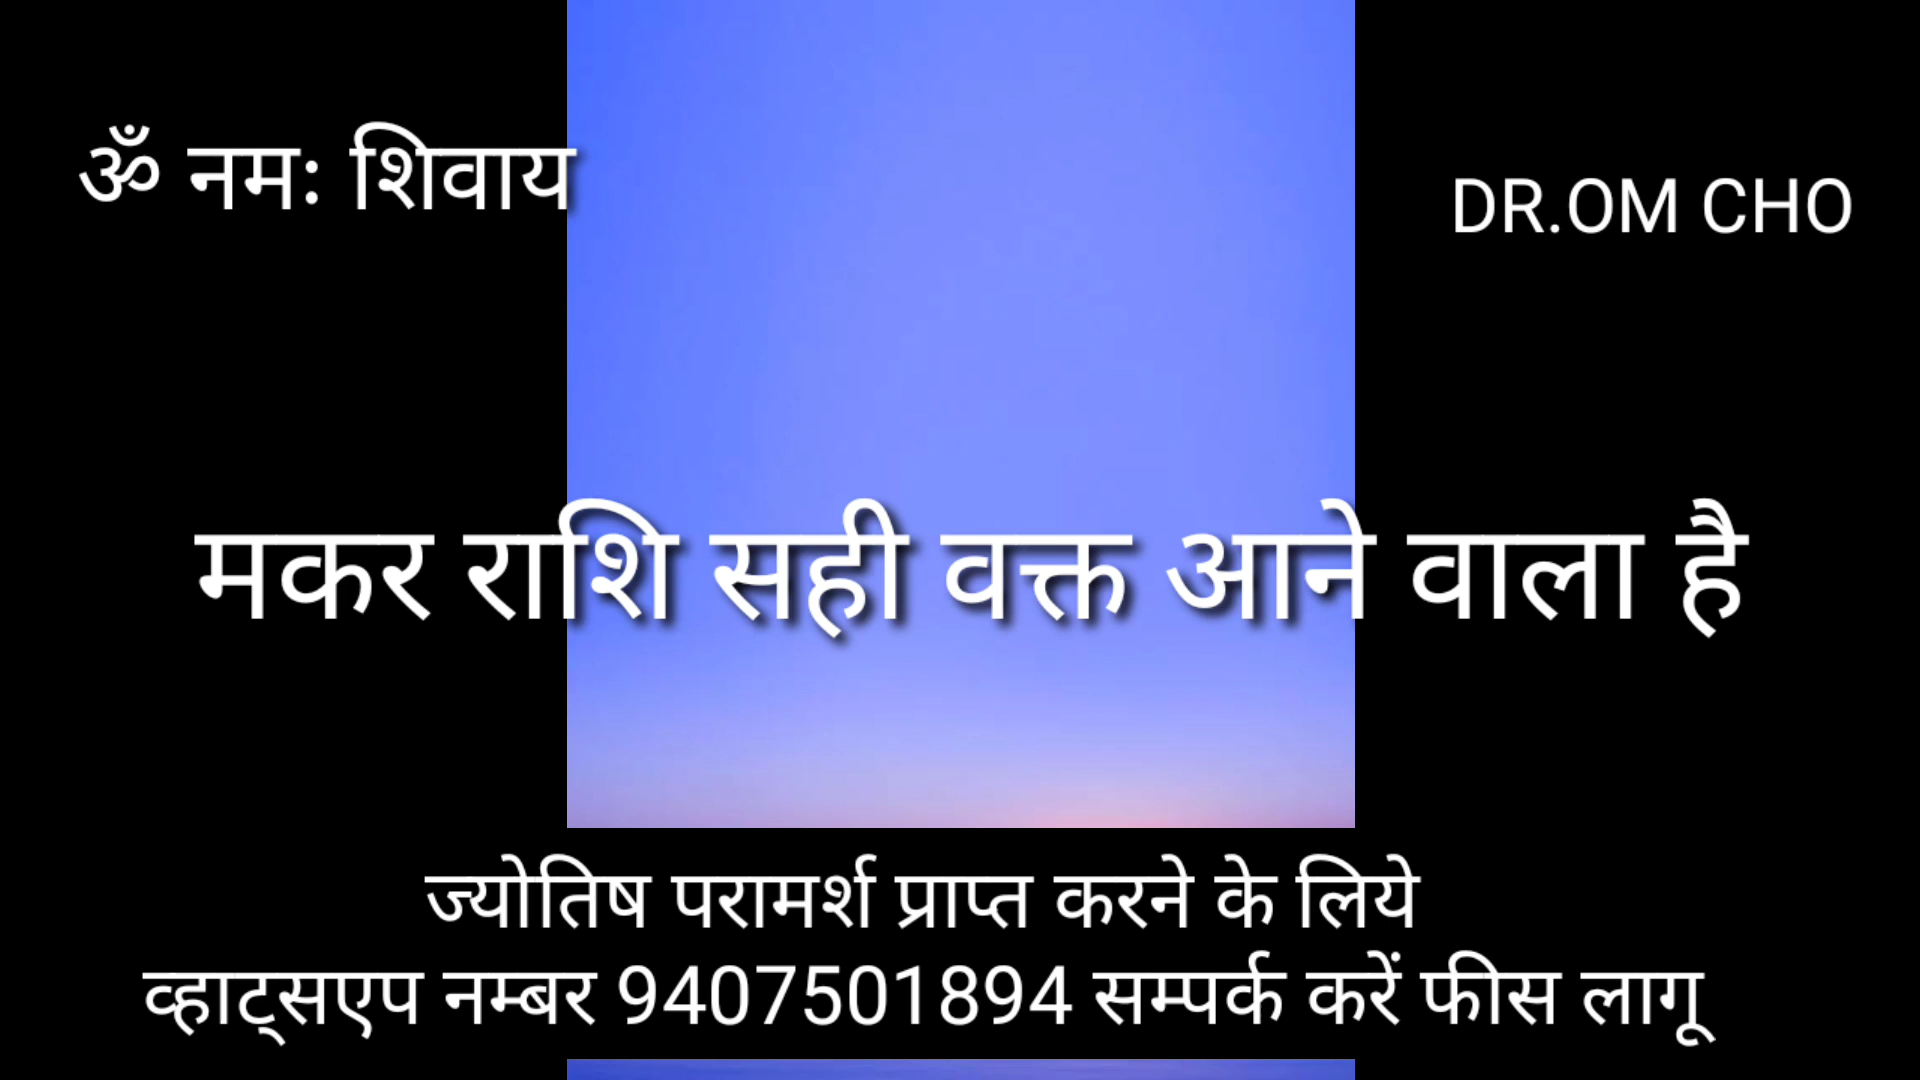 ॐ नमः शिवाय
DR.OM CHO
मकर राशि सही वक्त आने वाला है
ज्योतिष परामर्श प्राप्त करने के लिये
व्हाट्सएप नम्बर 9407501894 सम्पर्क करें फीस लागू